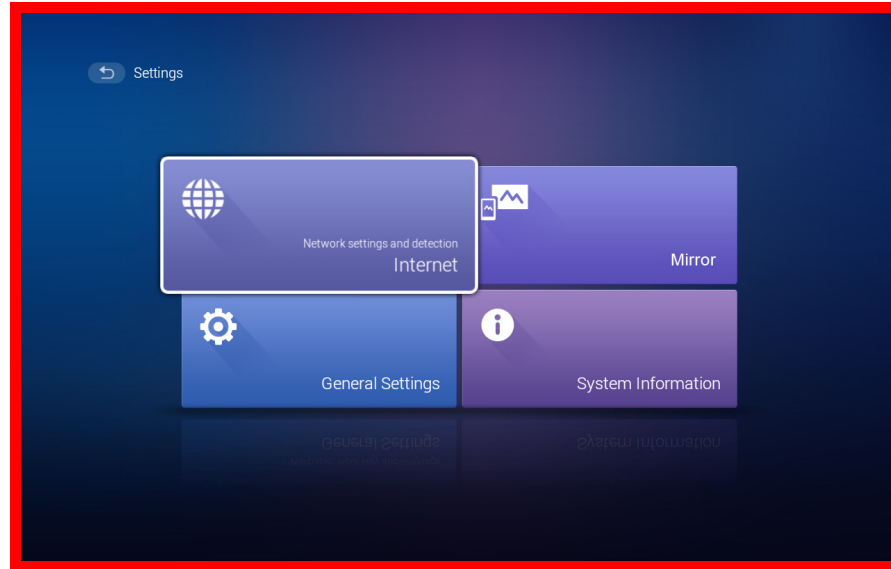 Settings
Network settings and detection
Internet
Mirror
General Settings
System Information